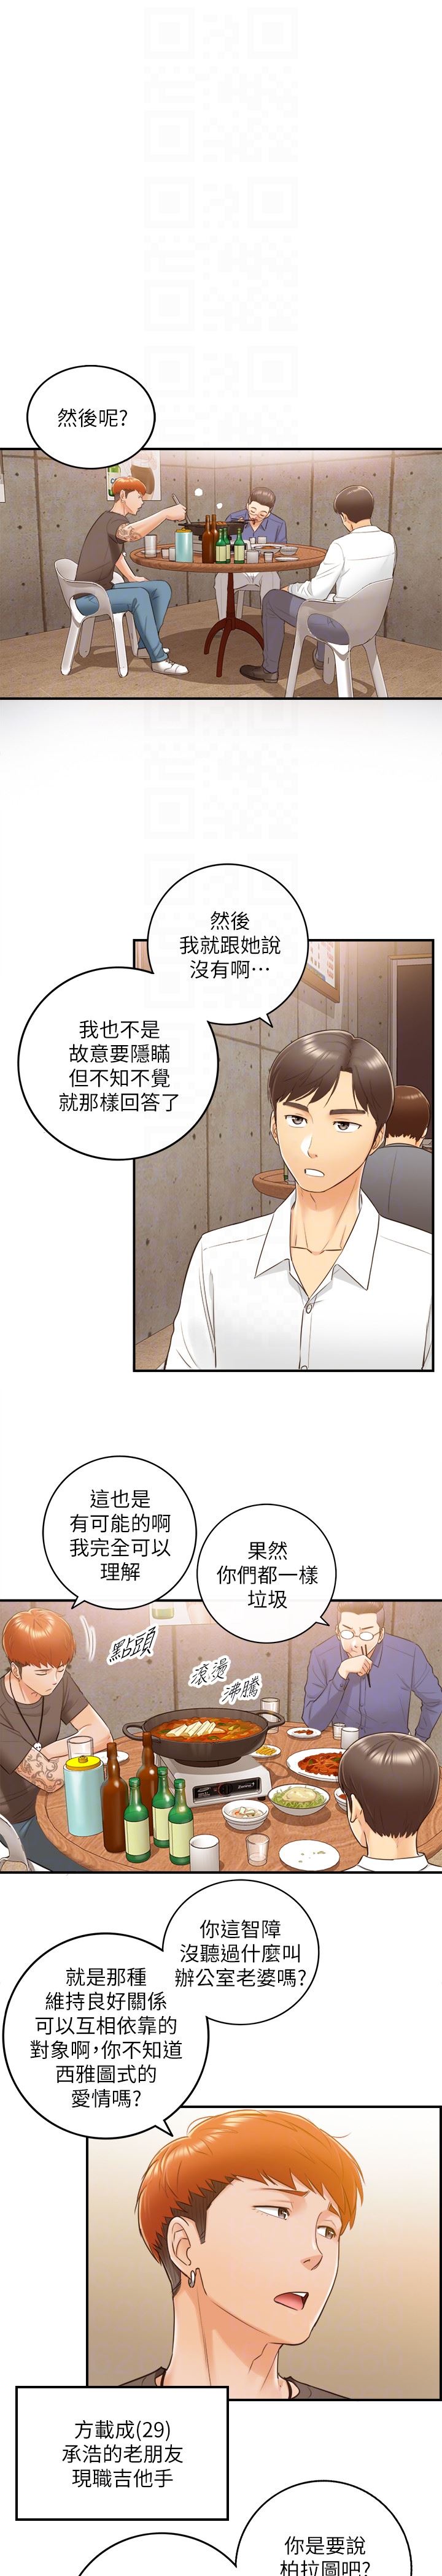 然後呢?
然後
我就跟她說
沒有啊…
我也不是
故意要隱瞞
但不知不覺
就那樣回答了
這也是
有可能的啊
我完全可以
理解
果然
你們都一樣
垃圾
點頭
滾燙
沸騰
你這智障
沒聽過什麼叫
辦公室老婆嗎?
就是那種
維持良好關係
可以互相依靠的
對象啊,你不知道
西雅圖式的
愛情嗎?
方載成(29)
承浩的老朋友
現職吉他手
你是要說
柏拉圖吧?